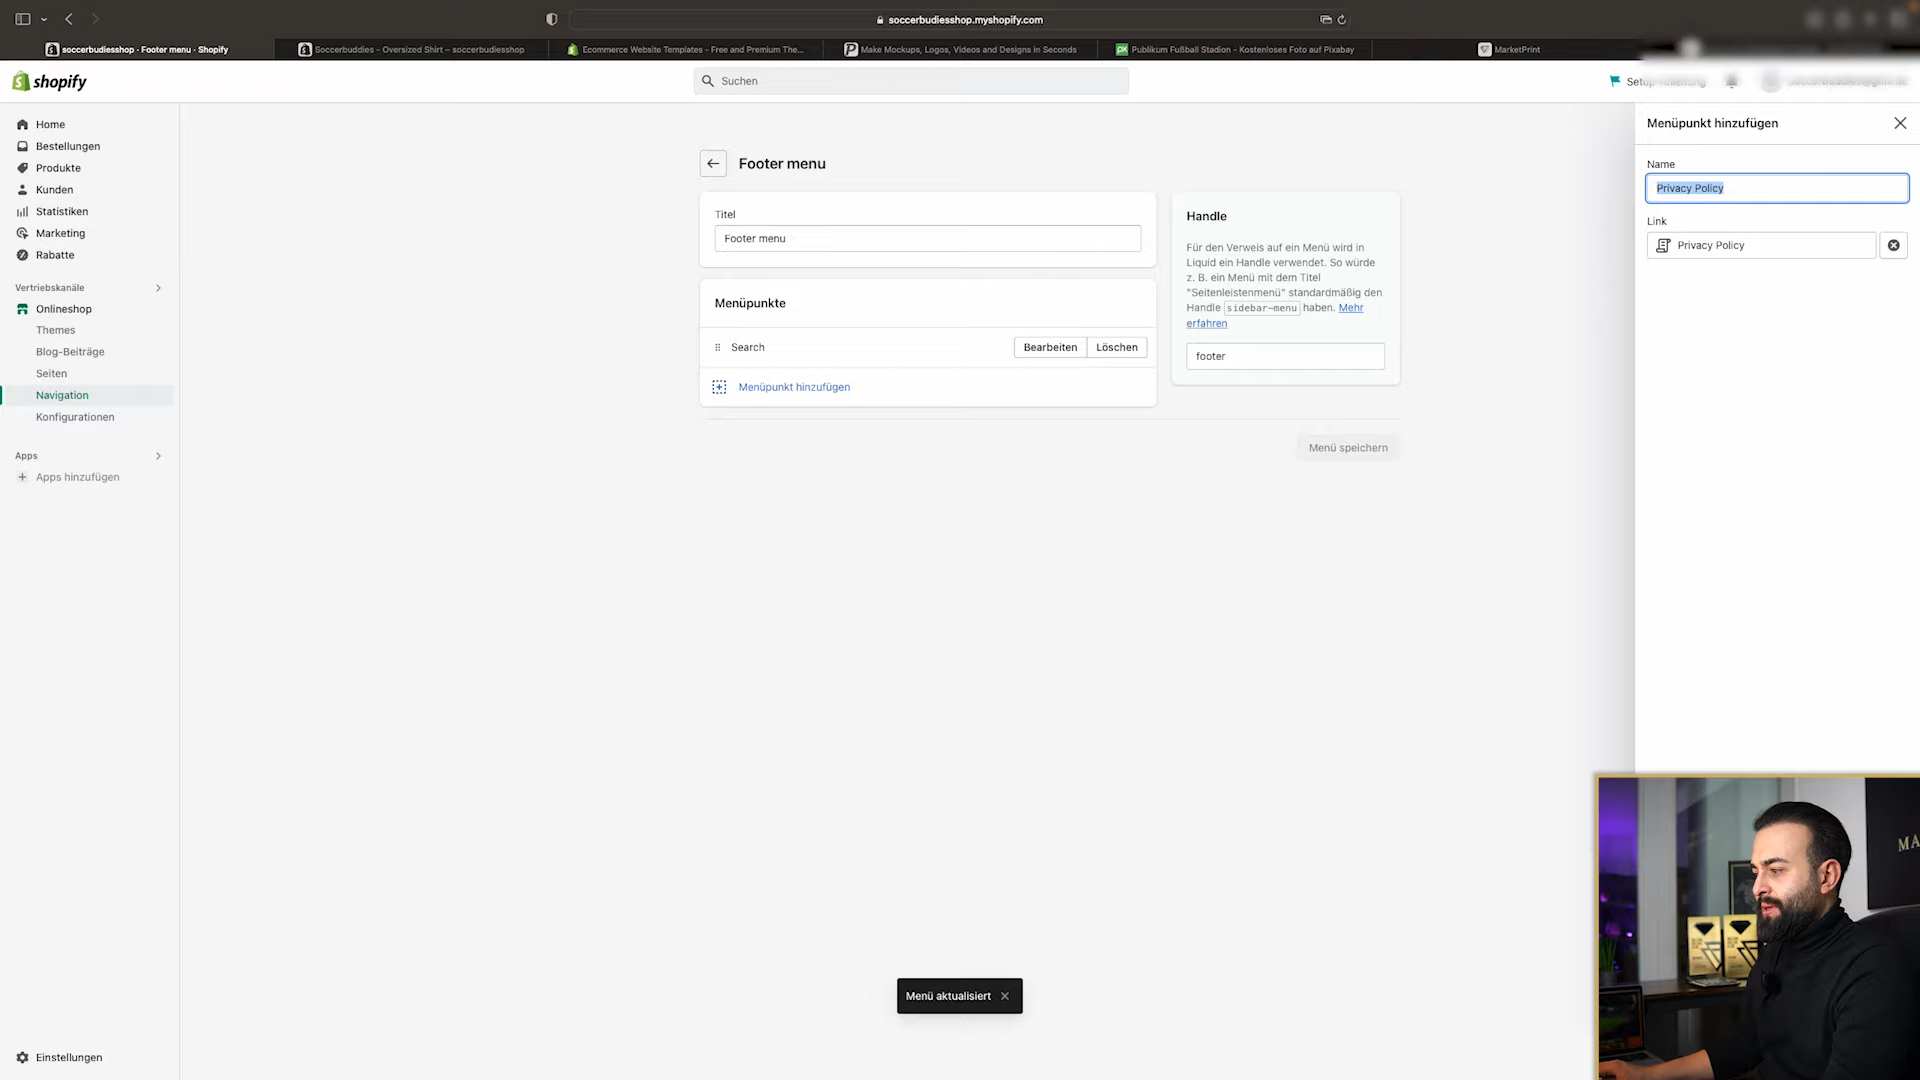 soccerbudiesshop.myshopify.com
soccerbudiesshop · Footer menu · Shopify
Soccerbuddies - Oversized Shirt – soccerbudiesshop
Ecommerce Website Templates - Free and Premium The...
Make Mockups, Logos, Videos and Designs in Seconds
Publikum Fußball Stadion - Kostenloses Foto auf Pixabay
MarketPrint
shopify
Suchen
Setup-Anleitung
Home
Bestellungen
Produkte
Kunden
Statistiken
Marketing
Rabatte
Vertriebskanäle
Onlineshop
Themes
Blog-Beiträge
Seiten
Navigation
Konfigurationen
Apps
Apps hinzufügen
Einstellungen
Footer menu
Titel
Footer menu
Menüpunkte
Search
Bearbeiten
Löschen
Menüpunkt hinzufügen
Handle
Für den Verweis auf ein Menü wird in
Liquid ein Handle verwendet. So würde
z. B. ein Menü mit dem Titel
"Seitenleistenmenü" standardmäßig den
Handle sidebar-menu haben. Mehr
erfahren
footer
Menü speichern
Menüpunkt hinzufügen
Name
Privacy Policy
Link
Privacy Policy
Menü aktualisiert
MA